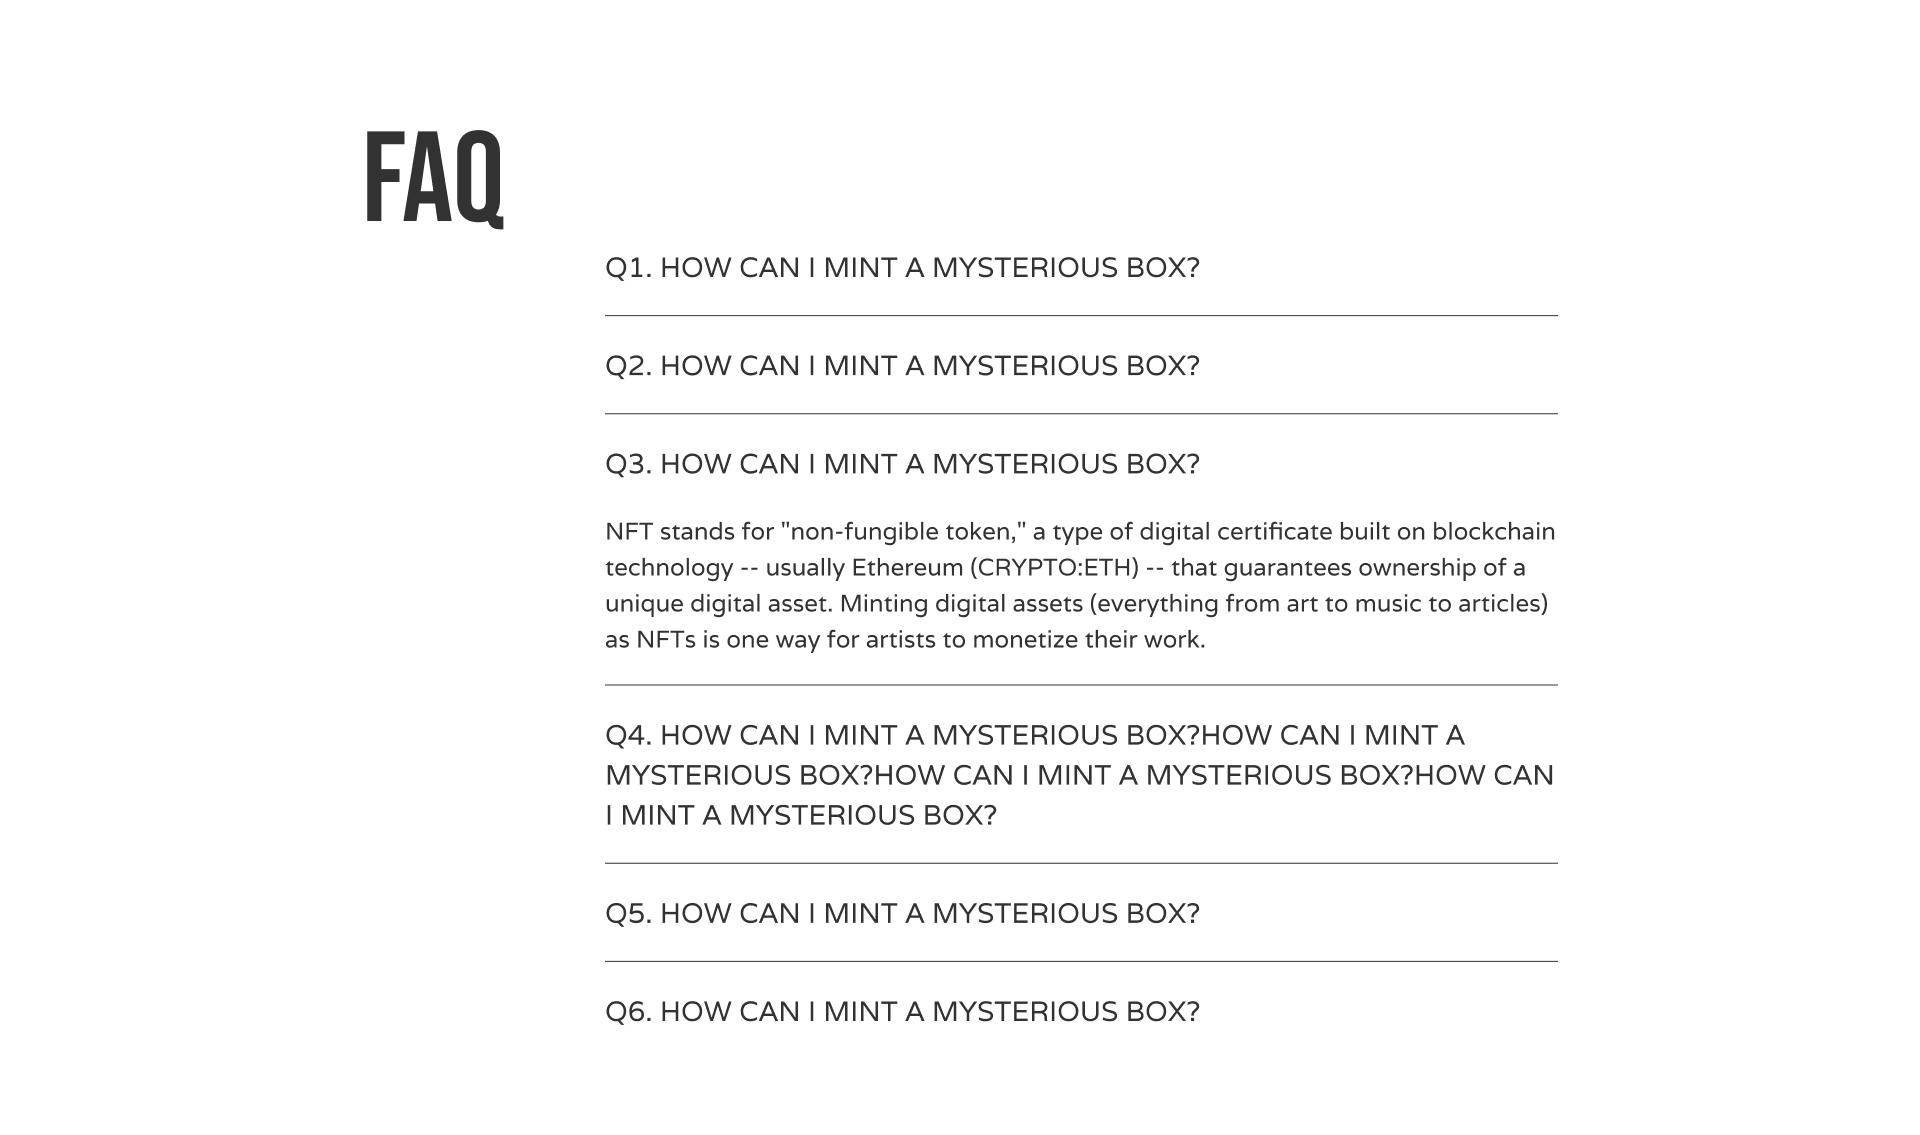 FAQ
Q1. HOW CAN I MINT A MYSTERIOUS BOX?
Q2. HOW CAN I MINT A MYSTERIOUS BOX?
Q3. HOW CAN I MINT A MYSTERIOUS BOX?
NFT stands for "non-fungible token," a type of digital certificate built on blockchain
technology -- usually Ethereum (CRYPTO:ETH) -- that guarantees ownership of a
unique digital asset. Minting digital assets (everything from art to music to articles)
as NFTs is one way for artists to monetize their work.
Q4. HOW CAN I MINT A MYSTERIOUS BOX?HOW CAN I MINT A
MYSTERIOUS BOX?HOW CAN I MINT A MYSTERIOUS BOX?HOW CAN
I MINT A MYSTERIOUS BOX?
Q5. HOW CAN I MINT A MYSTERIOUS BOX?
Q6. HOW CAN I MINT A MYSTERIOUS BOX?